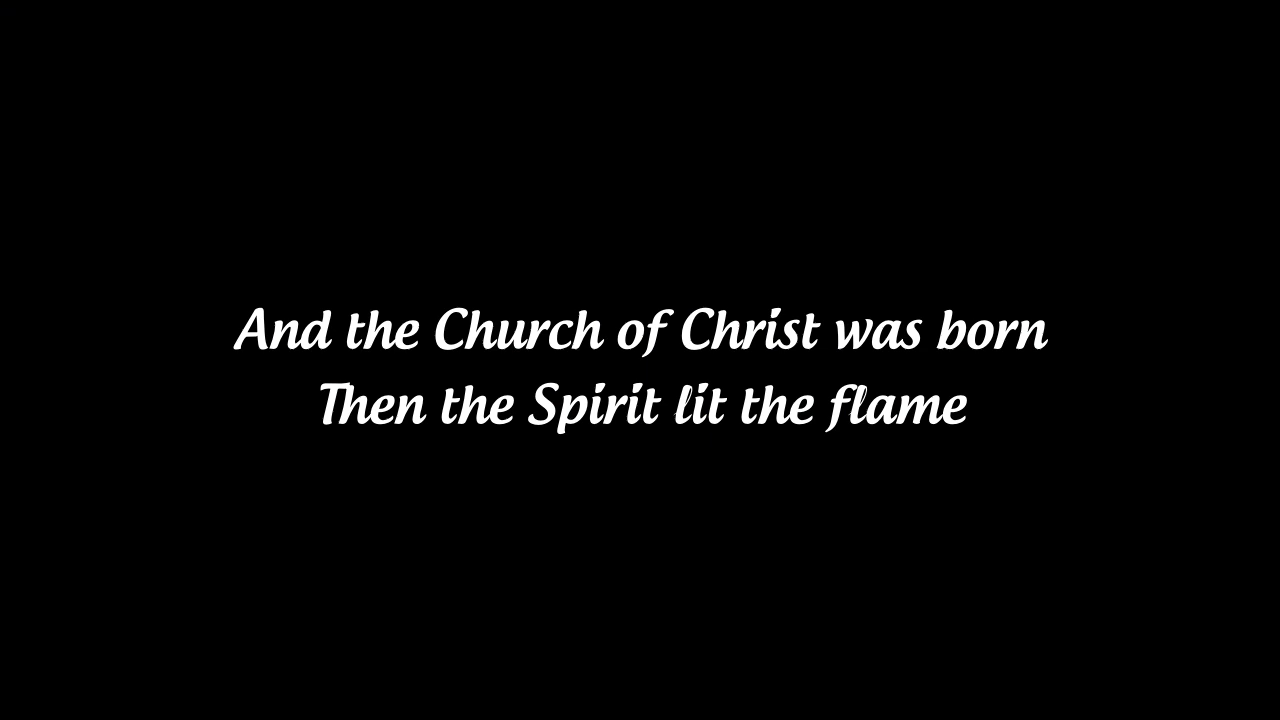 And the Church of Christ was born
Then the Spirit lit the flame